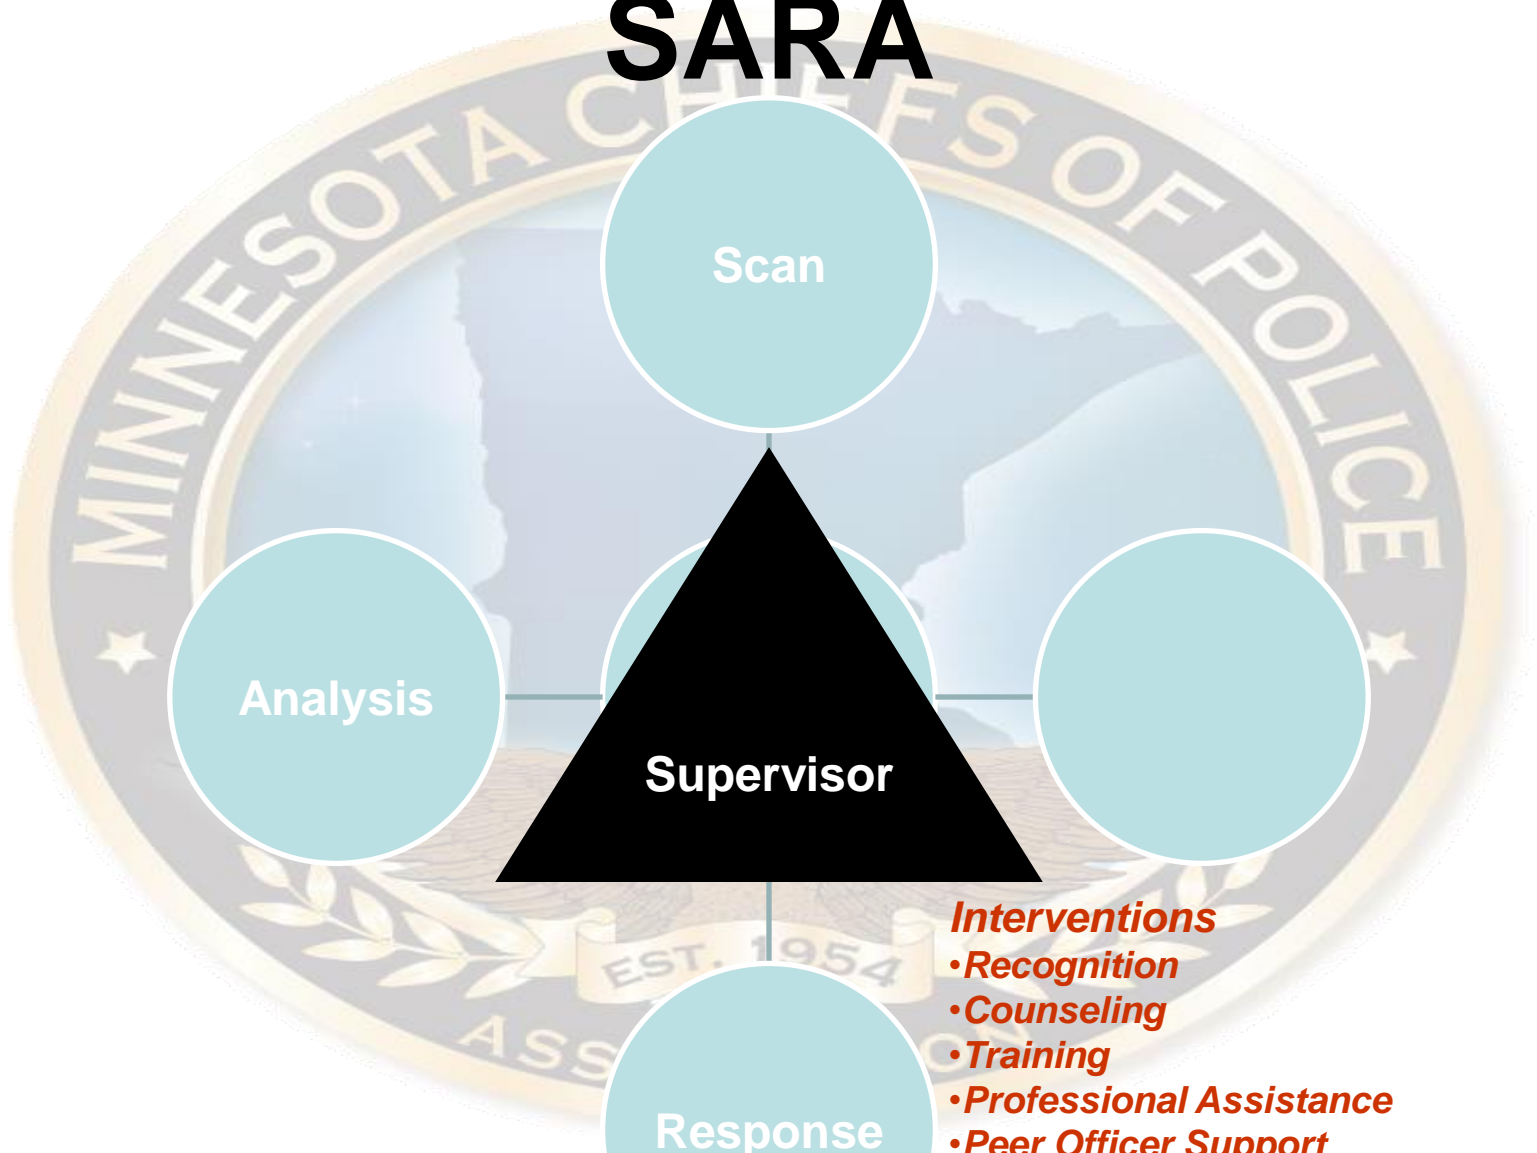 SARA
MINNESOTA CHIEFS OF POLICE
Scan
Analysis
Supervisor
EST. 1954
Interventions
•Recognition
•Counseling
•Training
•Professional Assistance
•Peer Officer Support
Response